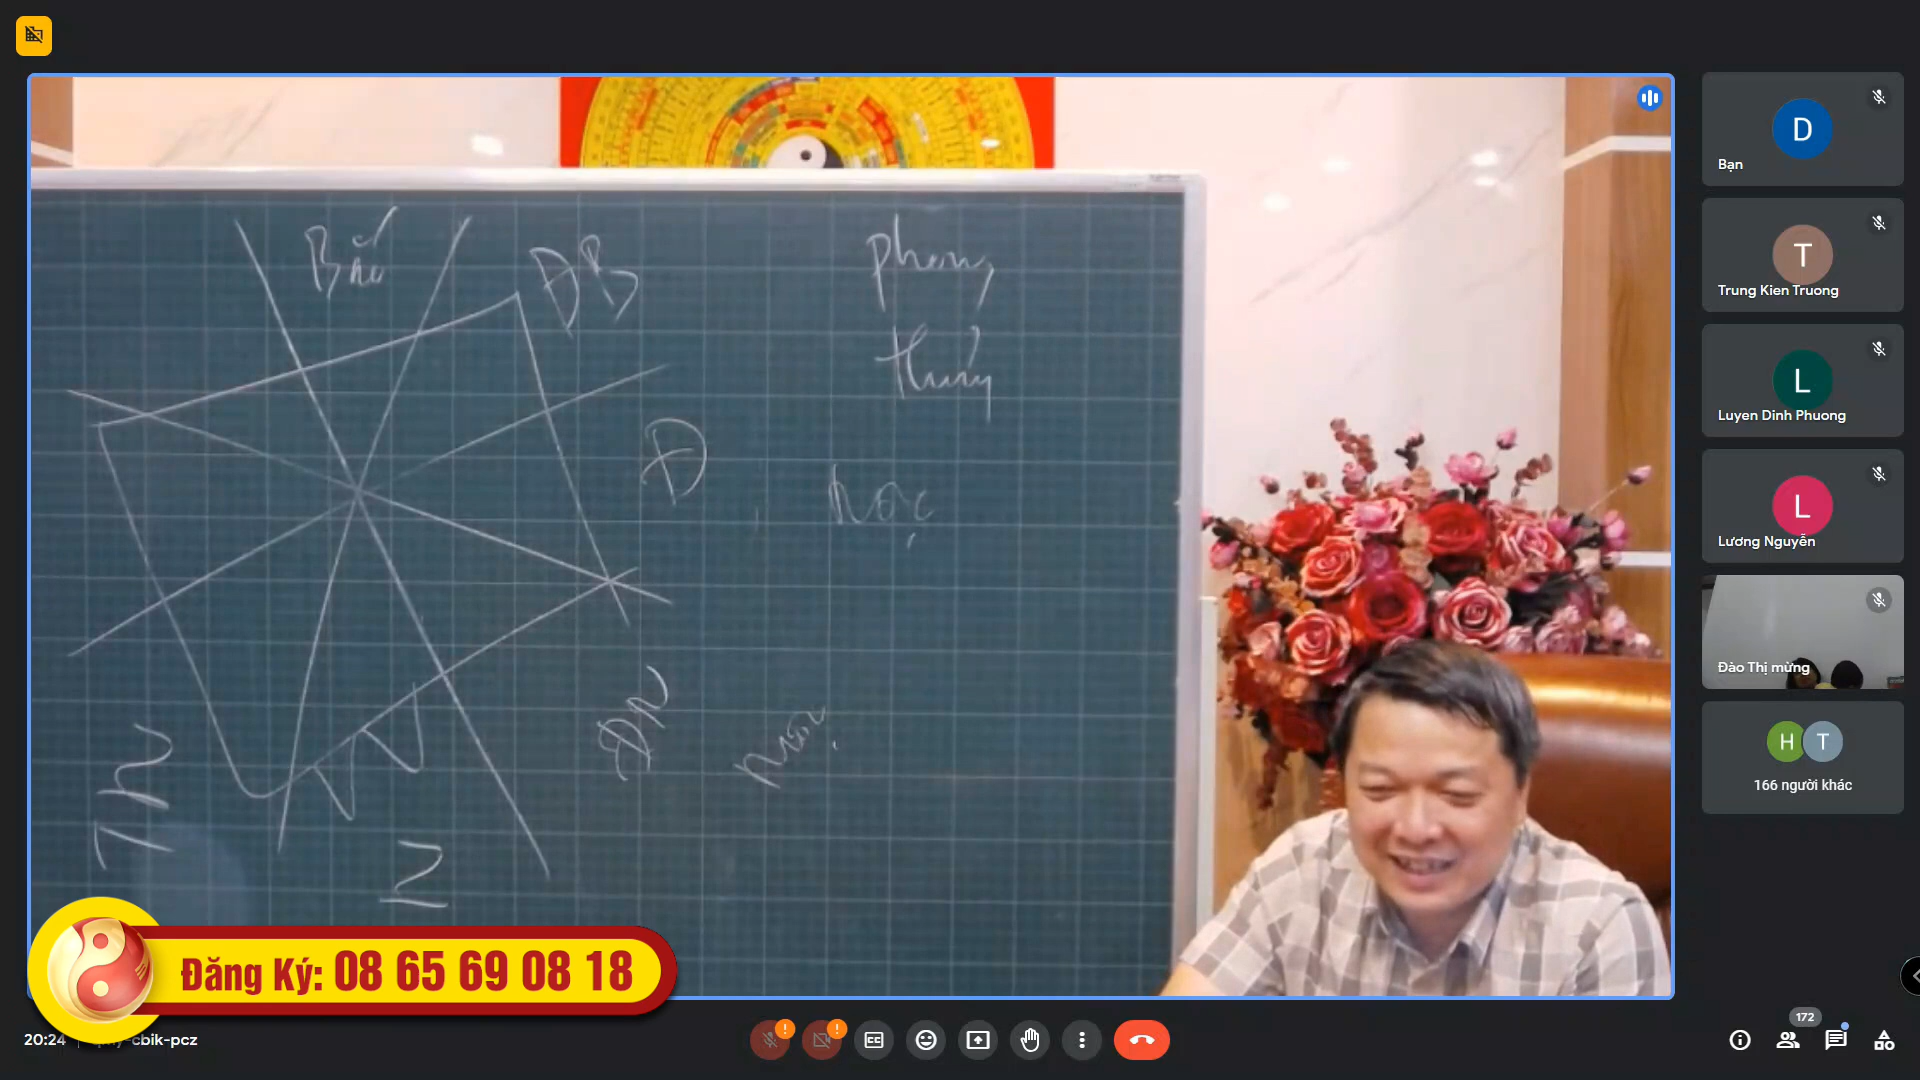 Bắc
ĐB
phong
thủy
Đ
học
ĐN
N
TN
Đăng Ký: 08 65 69 08 18
20:24
-cbik-pcz
D
Bạn
T
Trung Kien Truong
L
Luyen Dinh Phuong
L
Lương Nguyễn
Đào Thị mừng
H T
166 người khác
172